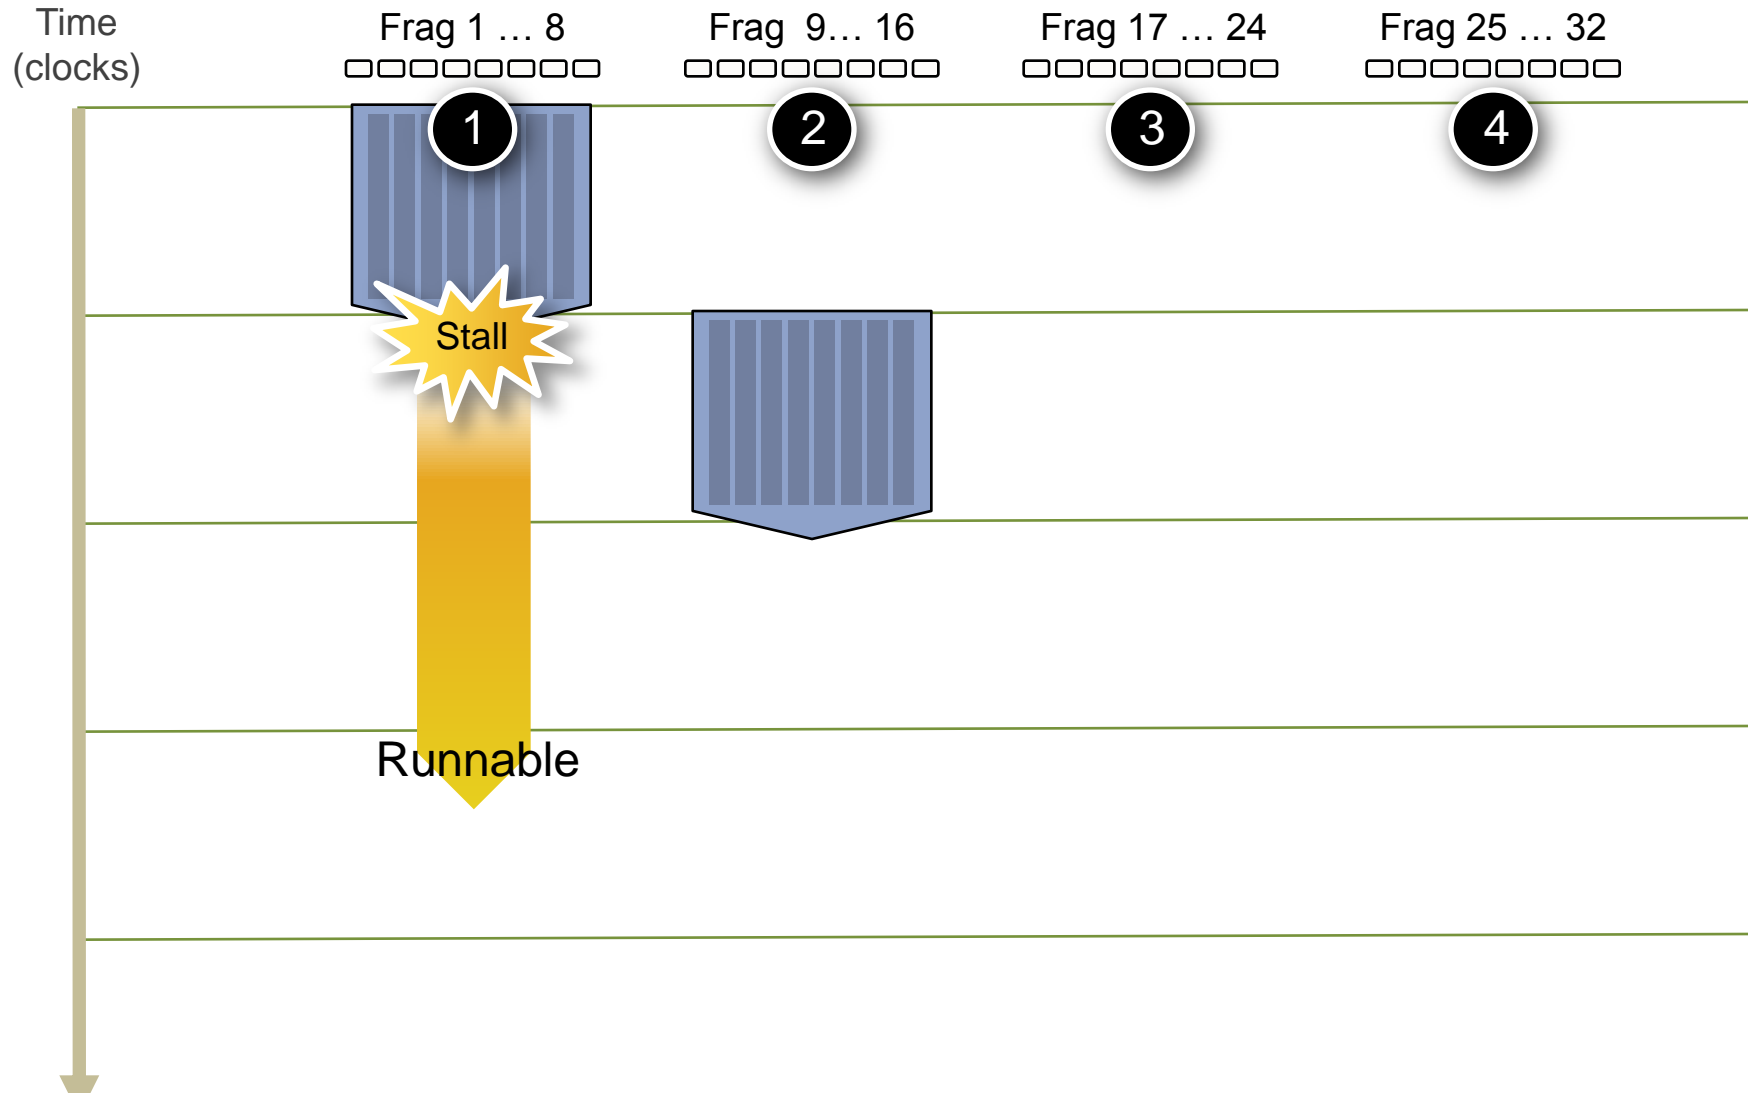 Time
(clocks)
Frag 1 … 8
Frag  9… 16
Frag 17 … 24
Frag 25 … 32
1
2
3
4
Stall
Runnable